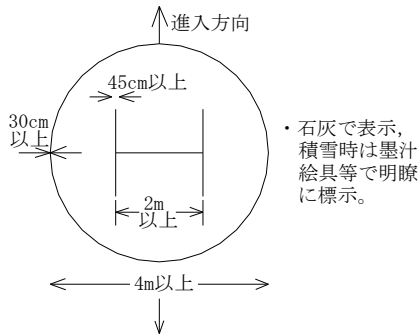 進入方向
45cm以上
30cm
以上
2m
以上
4m以上
・石灰で表示,
積雪時は墨汁
絵具等で明瞭
に標示。